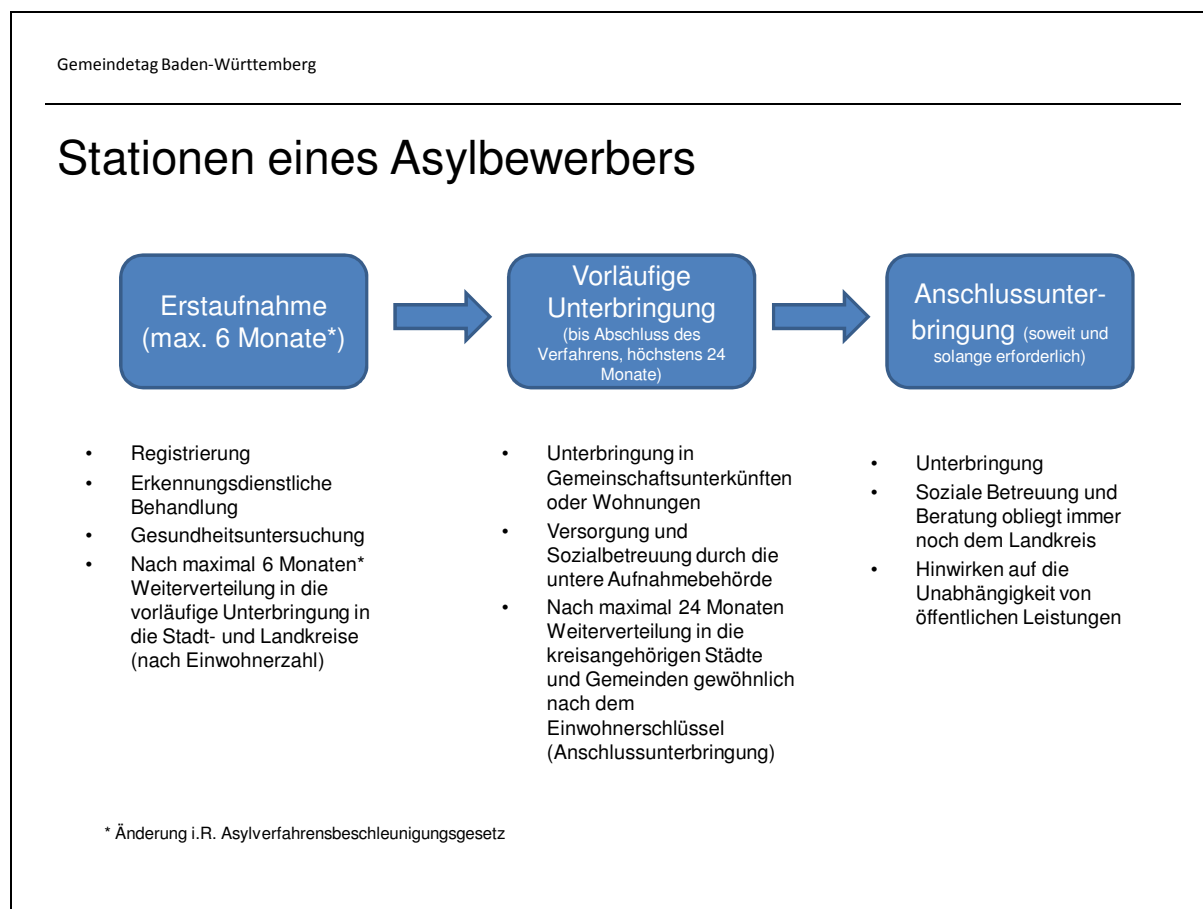 Gemeindetag Baden-Württemberg
Stationen eines Asylbewerbers
Erstaufnahme
(max. 6 Monate*)
Vorläufige
Unterbringung
(bis Abschluss des
Verfahrens, höchstens 24
Monate)
Anschlussunter-
bringung (soweit und
solange erforderlich)
• Registrierung
• Erkennungsdienstliche
Behandlung
• Gesundheitsuntersuchung
• Nach maximal 6 Monaten*
Weiterverteilung in die
vorläufige Unterbringung in
die Stadt- und Landkreise
(nach Einwohnerzahl)
• Unterbringung in
Gemeinschaftsunterkünften
oder Wohnungen
• Versorgung und
Sozialbetreuung durch die
untere Aufnahmebehörde
• Nach maximal 24 Monaten
Weiterverteilung in die
kreisangehörigen Städte
und Gemeinden gewöhnlich
nach dem
Einwohnerschlüssel
(Anschlussunterbringung)
• Unterbringung
• Soziale Betreuung und
Beratung obliegt immer
noch dem Landkreis
• Hinwirken auf die
Unabhängigkeit von
öffentlichen Leistungen
* Änderung i.R. Asylverfahrensbeschleunigungsgesetz